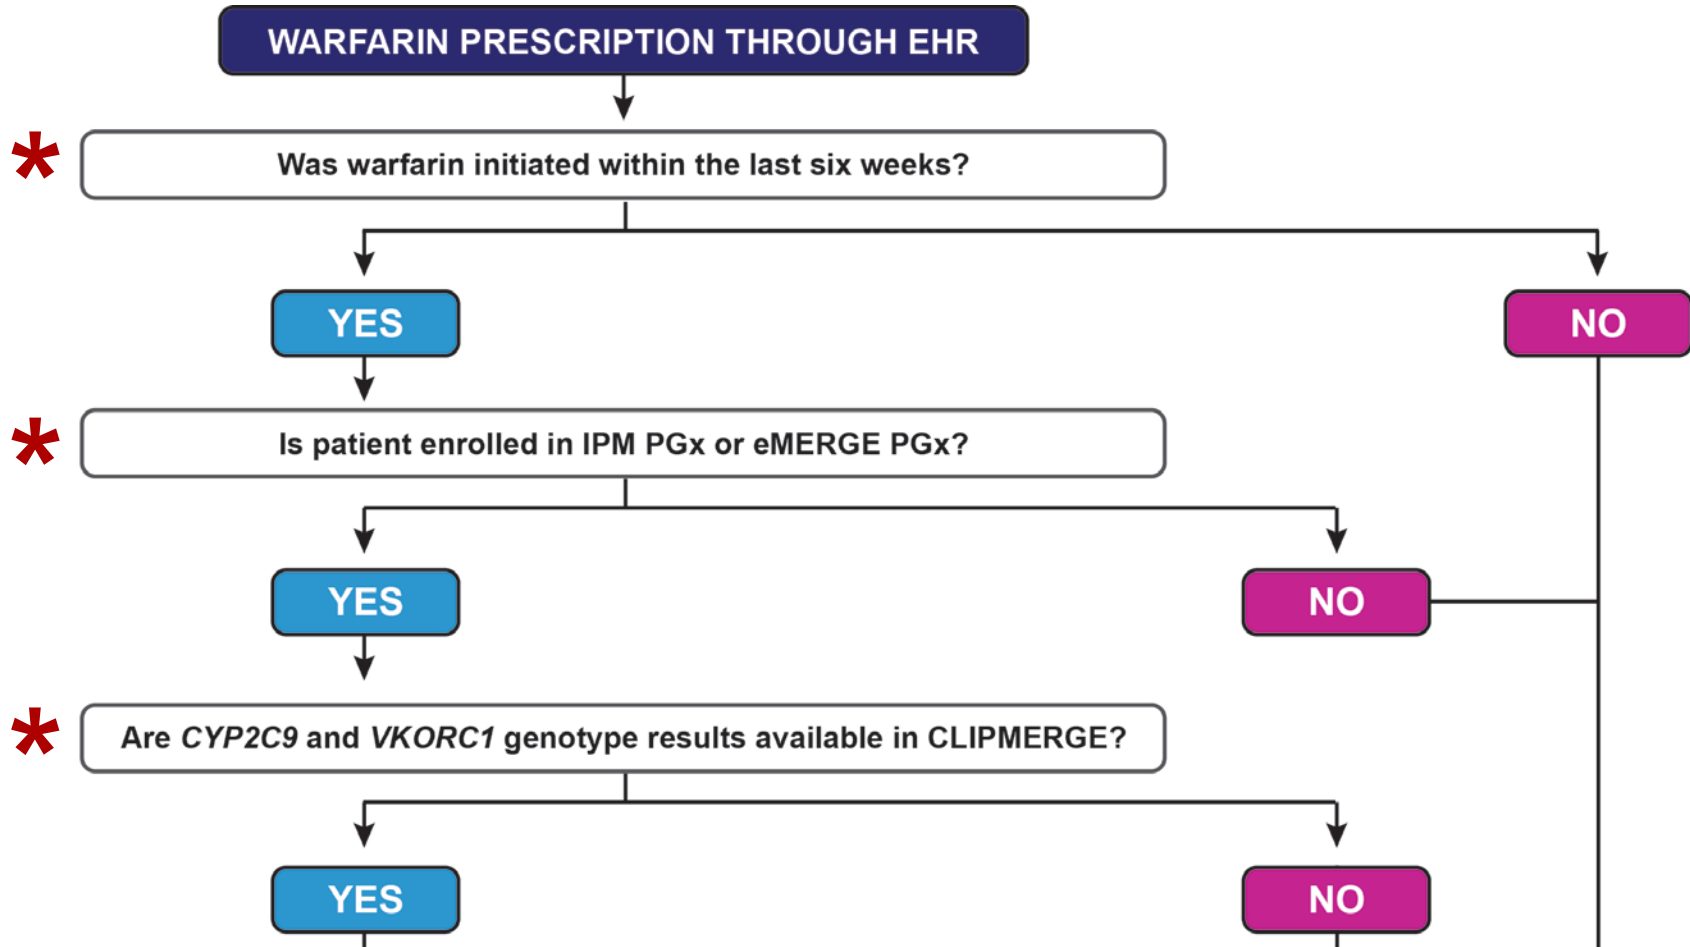 WARFARIN PRESCRIPTION THROUGH EHR
* Was warfarin initiated within the last six weeks?
YES
NO
* Is patient enrolled in IPM PGx or eMERGE PGx?
YES
NO
* Are CYP2C9 and VKORC1 genotype results available in CLIPMERGE?
YES
NO